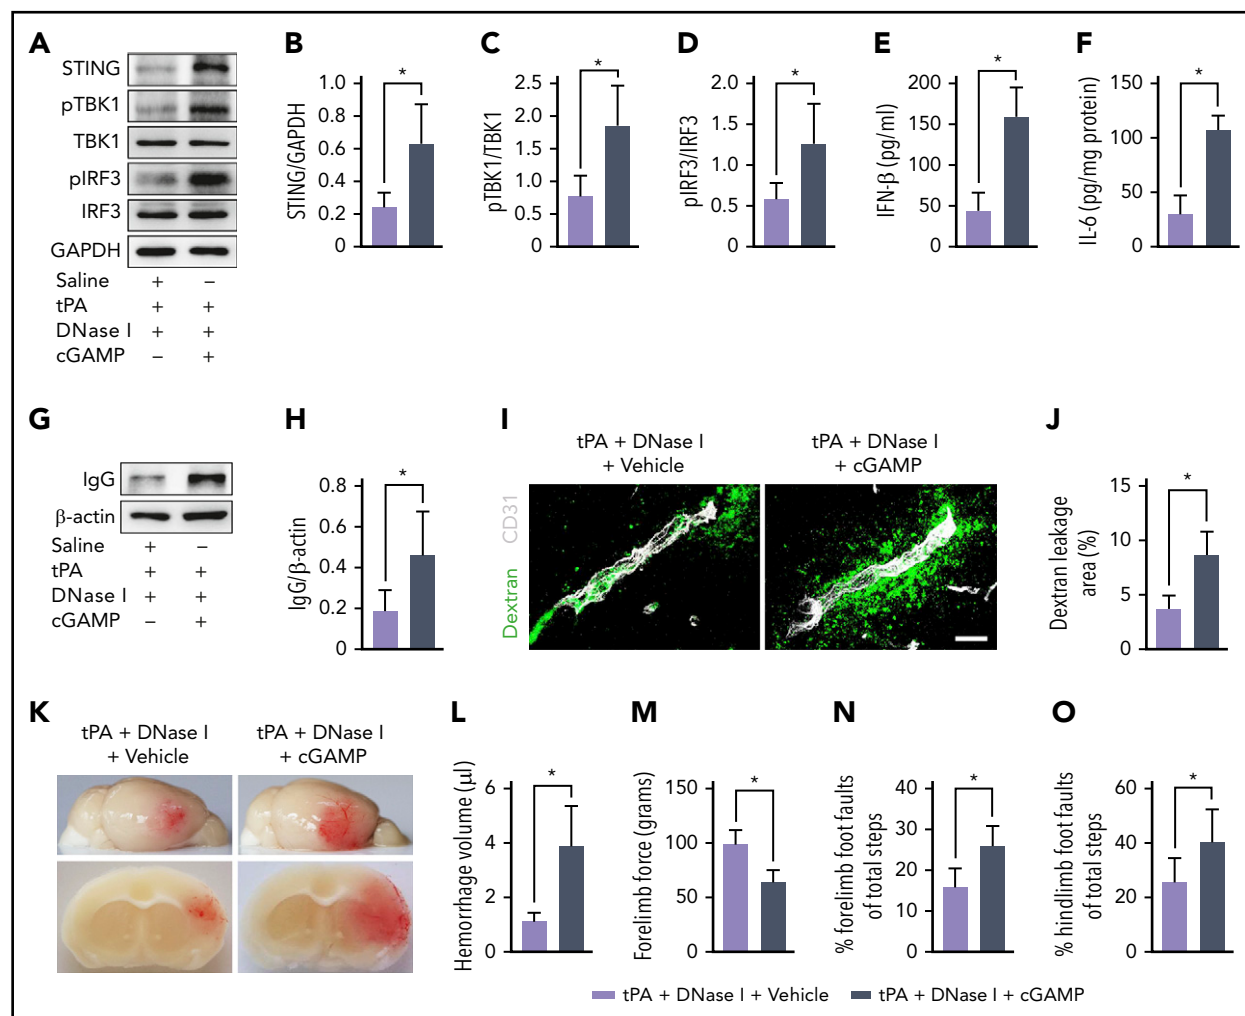 A
STING
pTBK1
TBK1
pIRF3
IRF3
GAPDH
Saline + −
tPA + +
DNase I + +
cGAMP − +
B
STING/GAPDH
1.0
0.8
0.6
0.4
0.2
0
*
C
pTBK1/TBK1
2.5
2.0
1.5
1.0
0.5
0
*
D
pIRF3/IRF3
2.0
1.5
1.0
0.5
0
*
E
IFN-β (pg/ml)
200
150
100
50
0
*
F
IL-6 (pg/mg protein)
150
100
50
0
*
G
IgG
β-actin
Saline + −
tPA + +
DNase I + +
cGAMP − +
H
IgG/β-actin
0.8
0.6
0.4
0.2
0
*
I
tPA + DNase I
+ Vehicle
tPA + DNase I
+ cGAMP
Dextran CD31
J
Dextran leakage
area (%)
15
10
5
0
*
K
tPA + DNase I
+ Vehicle
tPA + DNase I
+ cGAMP
L
Hemorrhage volume (μl)
6
4
2
0
*
M
Forelimb force (grams)
150
100
50
0
*
N
% forelimb foot faults
of total steps
40
30
20
10
0
*
O
% hindlimb foot faults
of total steps
60
40
20
0
*
tPA + DNase I + Vehicle
tPA + DNase I + cGAMP